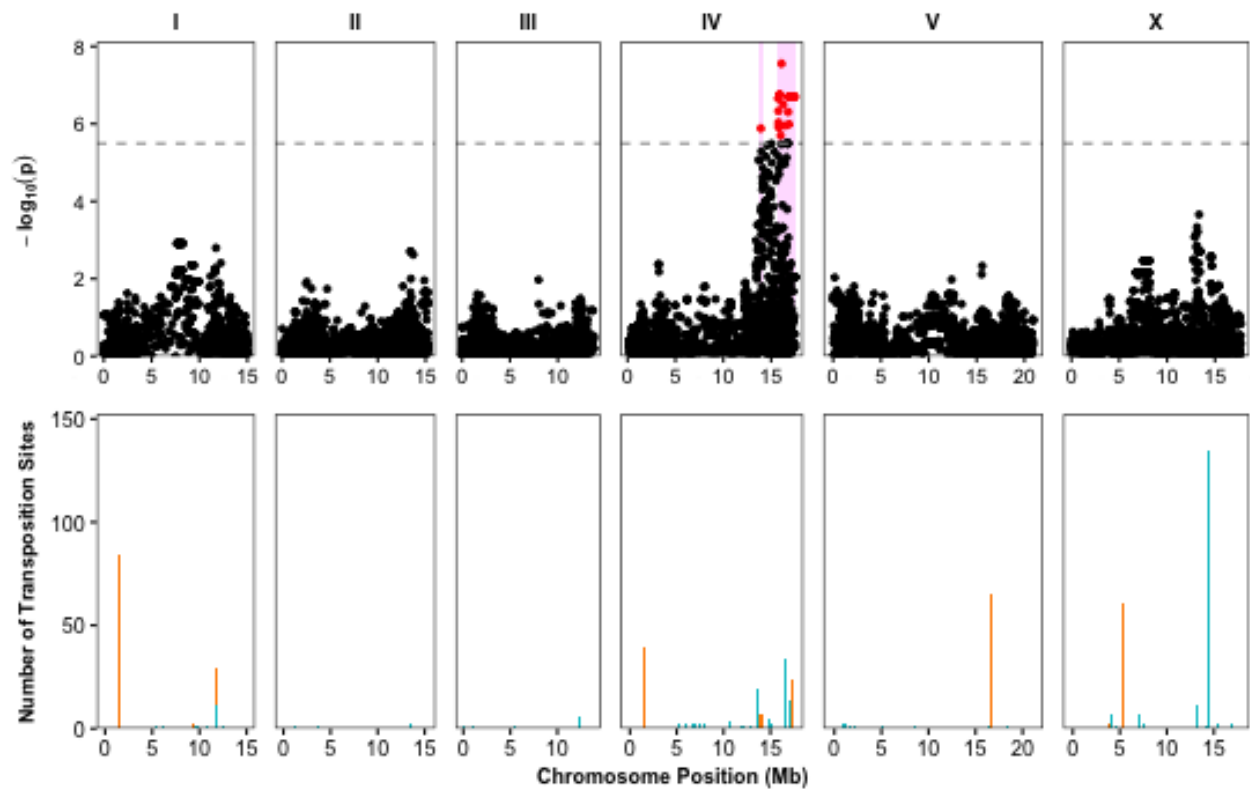 I II III IV V X
8
6
4
2
0
− log10(p)
0 5 10 15 0 5 10 15 0 5 10 0 5 10 15 0 5 10 15 20 0 5 10 15
150
100
50
0
Number of Transposition Sites
0 5 10 15 0 5 10 15 0 5 10 0 5 10 15 0 5 10 15 20 0 5 10 15
Chromosome Position (Mb)